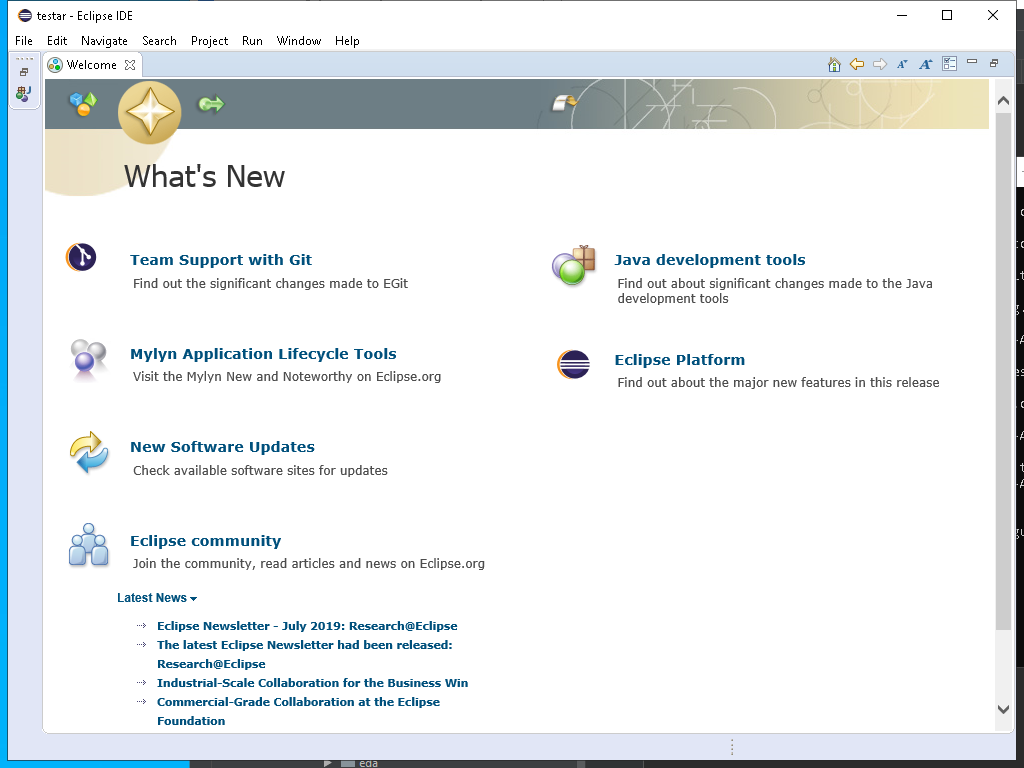 testar - Eclipse IDE
File Edit Navigate Search Project Run Window Help
Welcome
What's New
Team Support with Git
Find out the significant changes made to EGit
Java development tools
Find out about significant changes made to the Java
development tools
Mylyn Application Lifecycle Tools
Visit the Mylyn New and Noteworthy on Eclipse.org
Eclipse Platform
Find out about the major new features in this release
New Software Updates
Check available software sites for updates
Eclipse community
Join the community, read articles and news on Eclipse.org
Latest News
Eclipse Newsletter - July 2019: Research@Eclipse
The latest Eclipse Newsletter had been released:
Research@Eclipse
Industrial-Scale Collaboration for the Business Win
Commercial-Grade Collaboration at the Eclipse
Foundation
eda